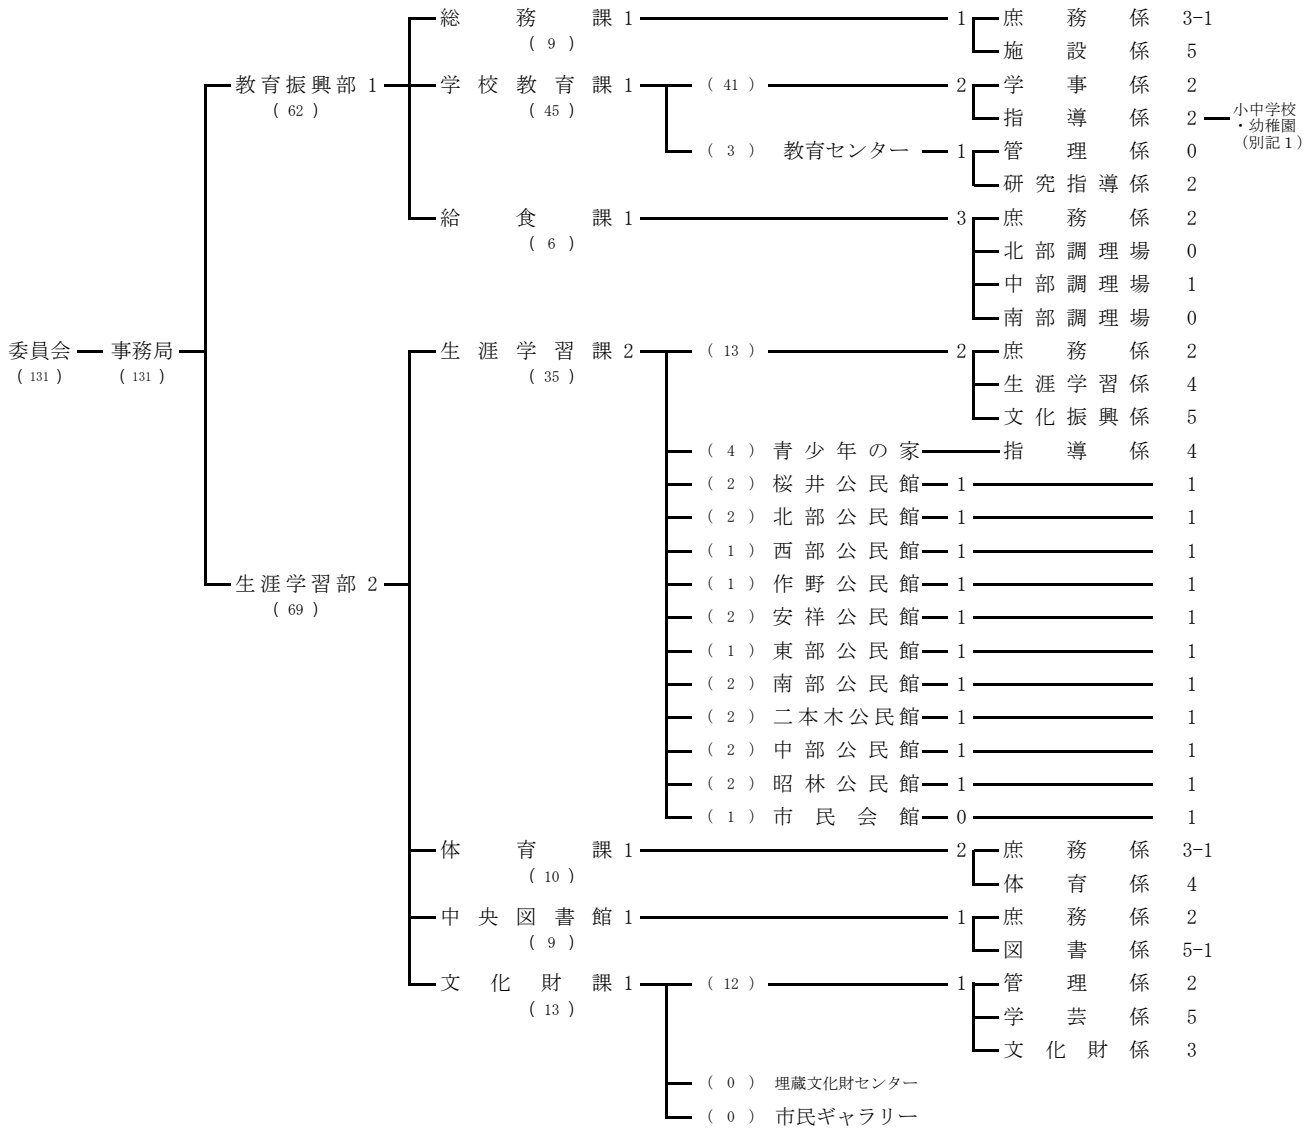 総務課 1 1 庶務係 3-1
( 9 ) 施設係 5
教育振興部 1 学校教育課 1 ( 41 ) 2 学事係 2
( 62 ) ( 45 ) 指導係 2 小中学校
・幼稚園
(別記1)
( 3 ) 教育センター 1 管理係 0
研究指導係 2
給食課 1 3 庶務係 2
( 6 ) 北部調理場 0
中部調理場 1
南部調理場 0
委員会 事務局 生涯学習課 2 ( 13 ) 2 庶務係 2
( 131 ) ( 131 ) ( 35 ) 生涯学習係 4
文化振興係 5
( 4 ) 青少年の家 指導係 4
( 2 ) 桜井公民館 1 1
( 2 ) 北部公民館 1 1
( 1 ) 西部公民館 1 1
生涯学習部 2 ( 1 ) 作野公民館 1 1
( 69 ) ( 2 ) 安祥公民館 1 1
( 1 ) 東部公民館 1 1
( 2 ) 南部公民館 1 1
( 2 ) 二本木公民館 1 1
( 2 ) 中部公民館 1 1
( 2 ) 昭林公民館 1 1
( 1 ) 市民会館 0 1
体育課 1 2 庶務係 3-1
( 10 ) 体育係 4
中央図書館 1 1 庶務係 2
( 9 ) 図書係 5-1
文化財課 1 ( 12 ) 1 管理係 2
( 13 ) 学芸係 5
文化財係 3
( 0 ) 埋蔵文化財センター
( 0 ) 市民ギャラリー